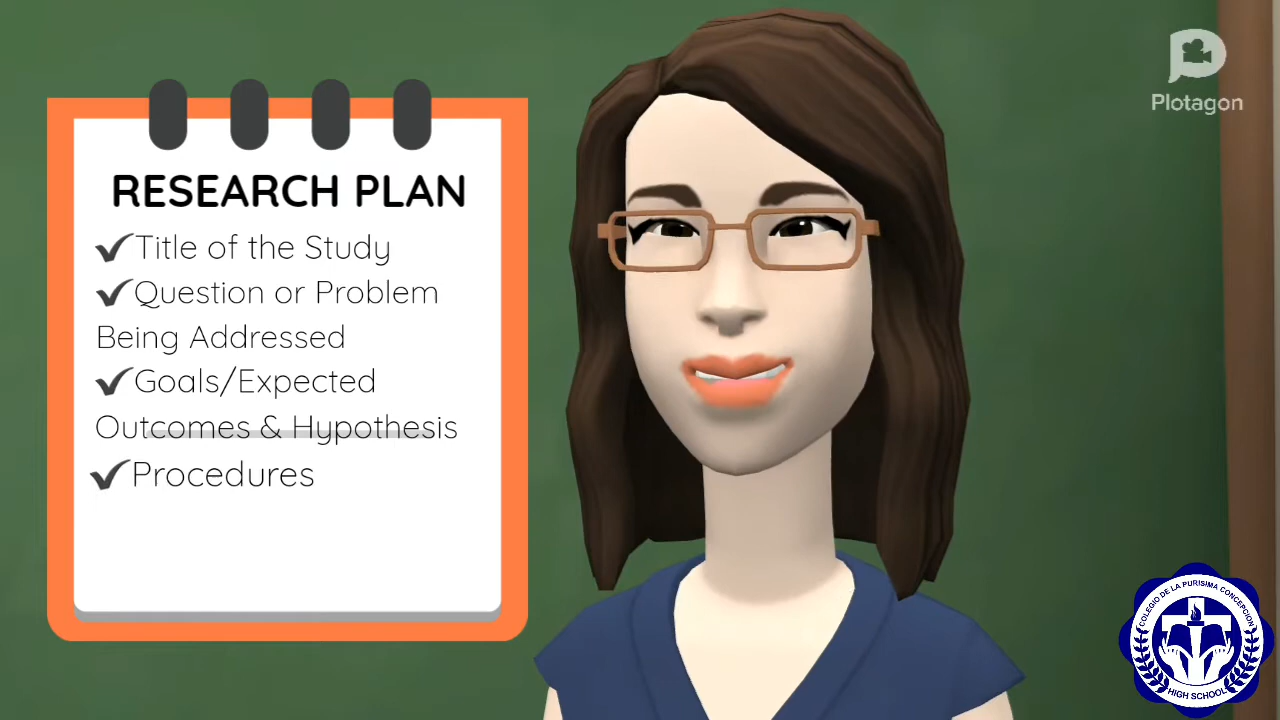 Plotagon
RESEARCH PLAN
✔Title of the Study
✔Question or Problem
Being Addressed
✔Goals/Expected
Outcomes & Hypothesis
✔Procedures
COLEGIO DE LA PURISIMA CONCEPCION
HIGH SCHOOL